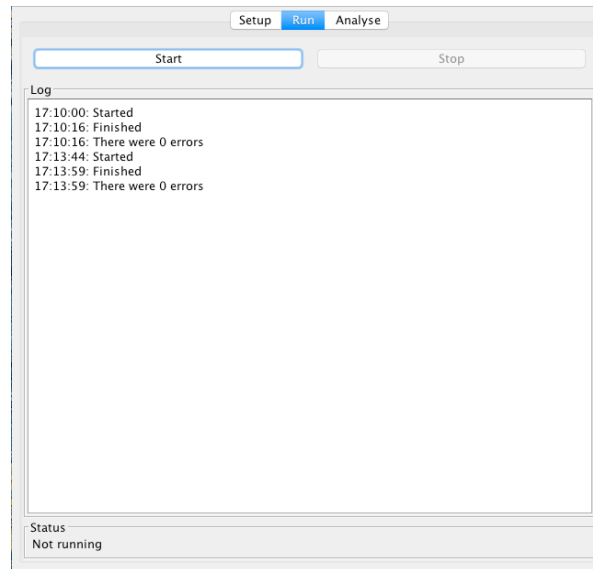 Setup Run Analyse
Start Stop
Log
17:10:00: Started
17:10:16: Finished
17:10:16: There were 0 errors
17:13:44: Started
17:13:59: Finished
17:13:59: There were 0 errors
Status
Not running